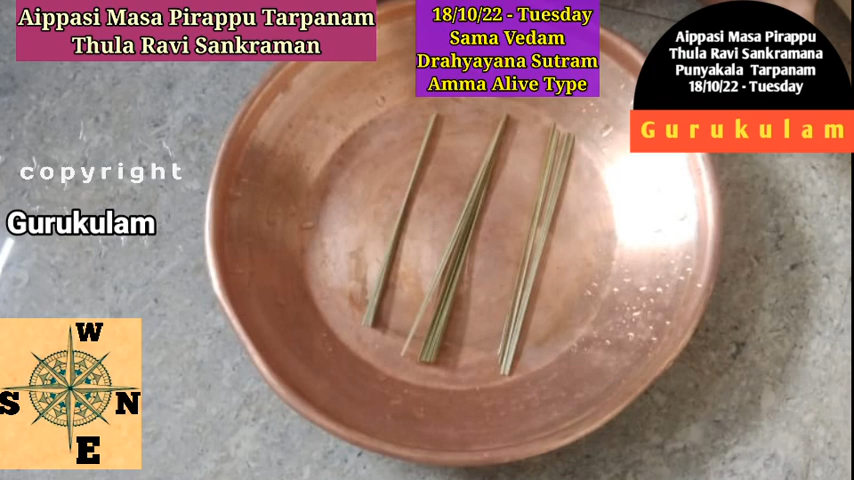 Aippasi Masa Pirappu Tarpanam
Thula Ravi Sankraman
18/10/22 - Tuesday
Sama Vedam
Drahyayana Sutram
Amma Alive Type
Aippasi Masa Pirappu
Thula Ravi Sankramana
Punyakala Tarpanam
18/10/22 - Tuesday
Gurukulam
copyright
Gurukulam
W
S N
E